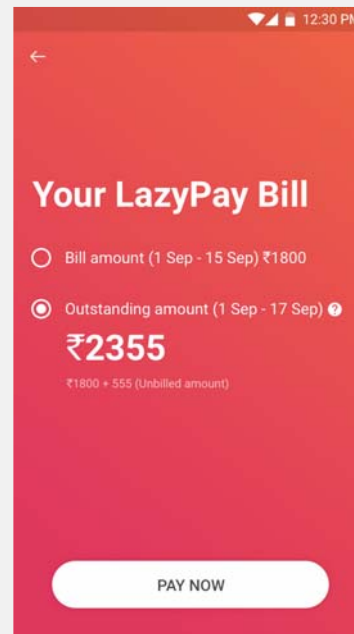 12:30 PM
Your LazyPay Bill
Bill amount (1 Sep - 15 Sep) ₹1800
Outstanding amount (1 Sep - 17 Sep) ?
₹2355
₹1800 + 555 (Unbilled amount)
PAY NOW